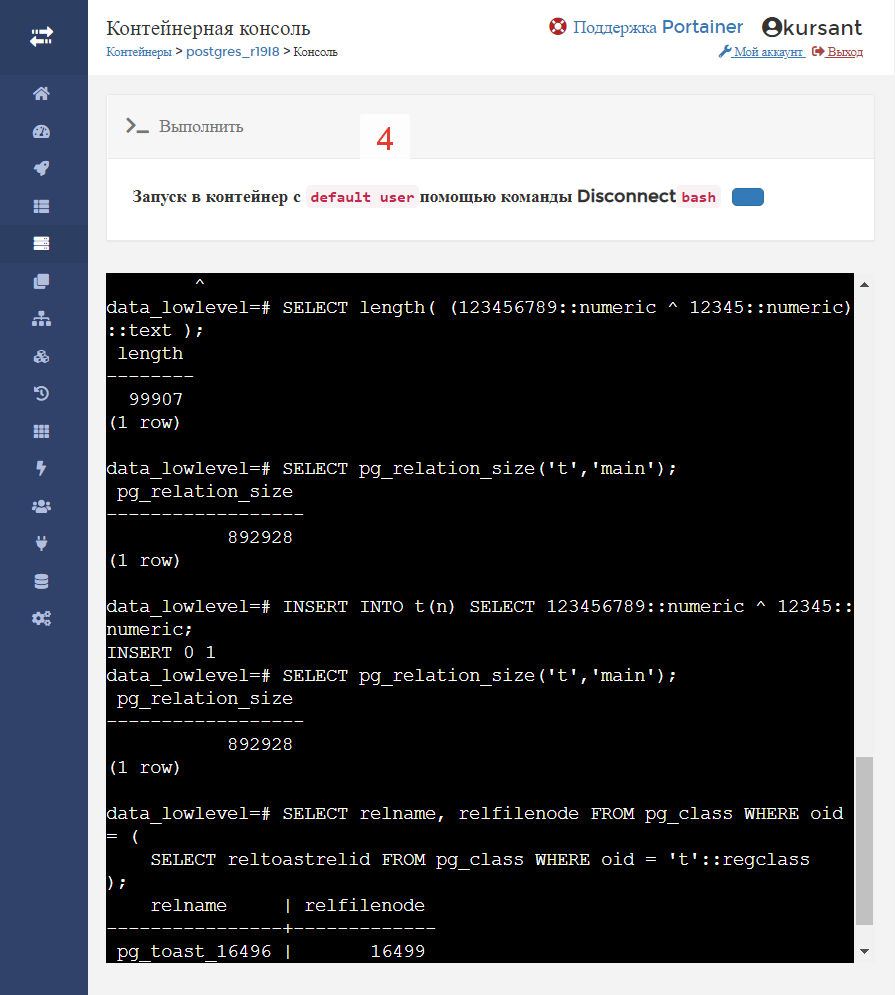 Контейнерная консоль
Контейнеры > postgres_r19l8 > Консоль
Поддержка Portainer
kursant
Мой аккаунт Выход
Выполнить
4
Запуск в контейнер с default user помощью команды Disconnect bash
^
data_lowlevel=# SELECT length( (123456789::numeric ^ 12345::numeric)
::text );
length
--------
99907
(1 row)
data_lowlevel=# SELECT pg_relation_size('t','main');
pg_relation_size
------------------
892928
(1 row)
data_lowlevel=# INSERT INTO t(n) SELECT 123456789::numeric ^ 12345::
numeric;
INSERT 0 1
data_lowlevel=# SELECT pg_relation_size('t','main');
pg_relation_size
------------------
892928
(1 row)
data_lowlevel=# SELECT relname, relfilenode FROM pg_class WHERE oid
= (
SELECT reltoastrelid FROM pg_class WHERE oid = 't'::regclass
);
relname | relfilenode
----------------+-------------
pg_toast_16496 | 16499